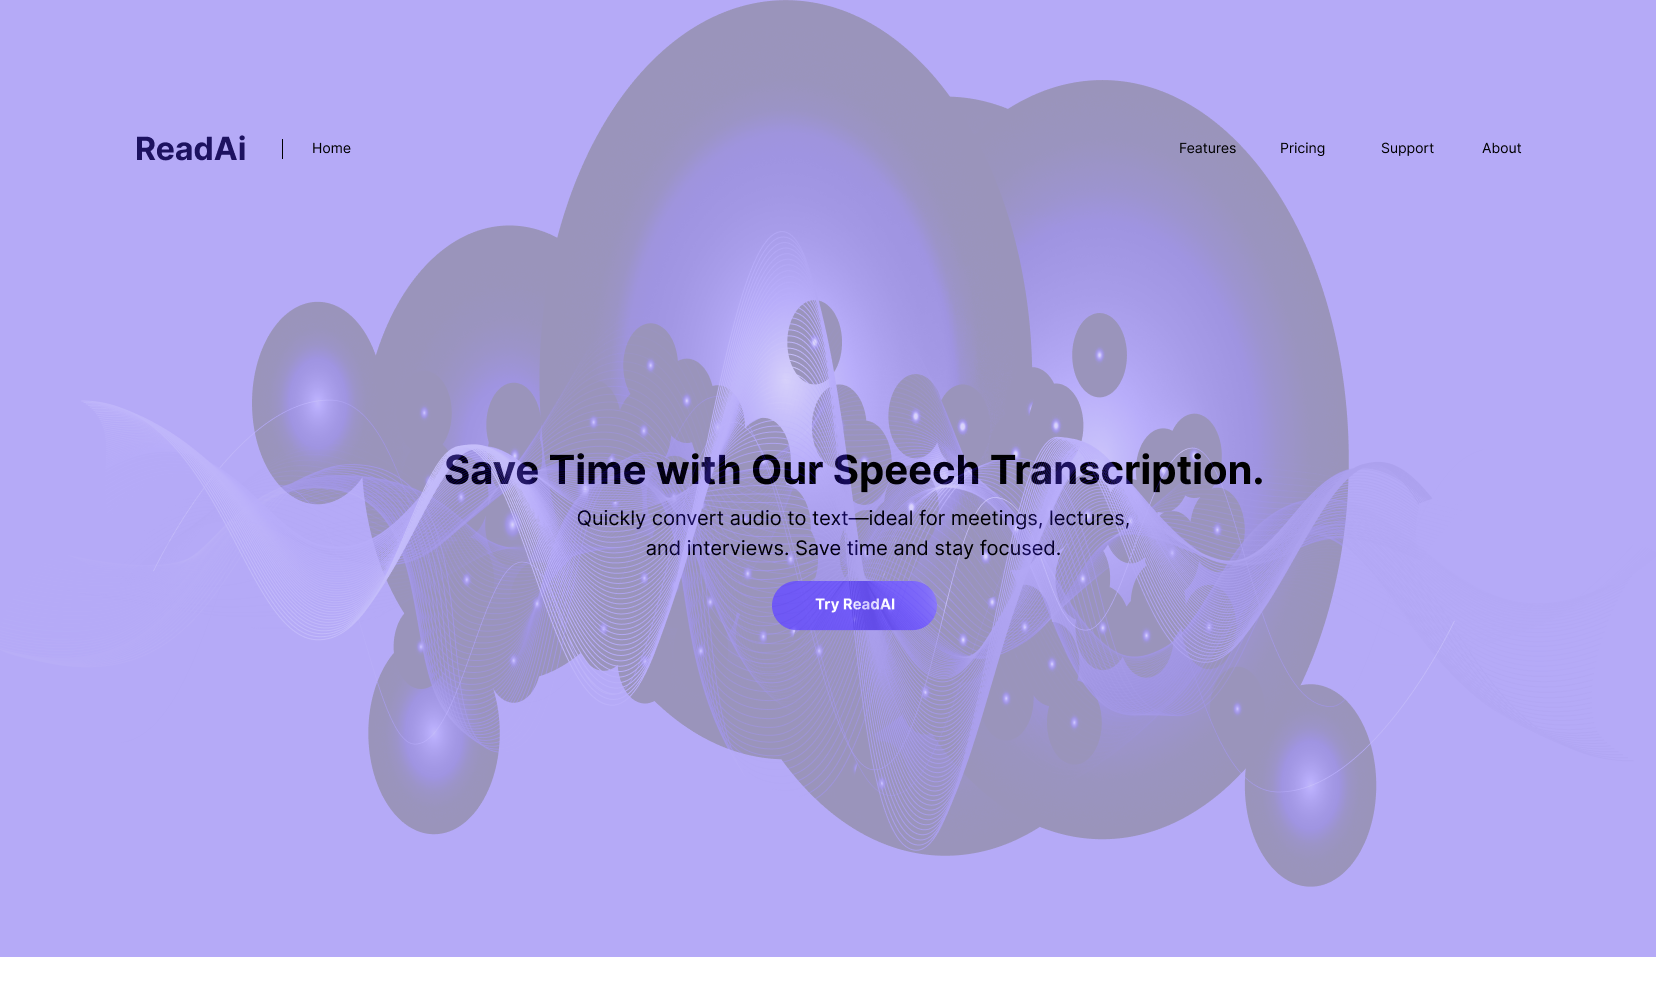 ReadAi
Home
Features
Pricing
Support
About
Save Time with Our Speech Transcription.
Quickly convert audio to text—ideal for meetings, lectures,
and interviews. Save time and stay focused.
Try ReadAI